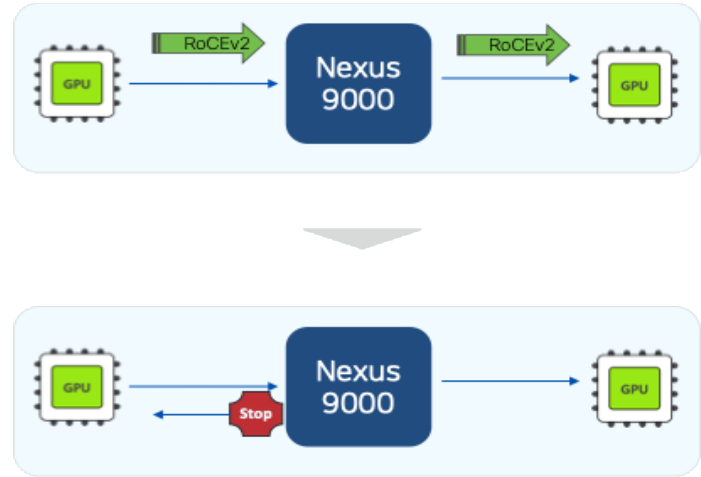 RoCEv2
RoCEv2
GPU
Nexus
9000
GPU
GPU
Stop
Nexus
9000
GPU